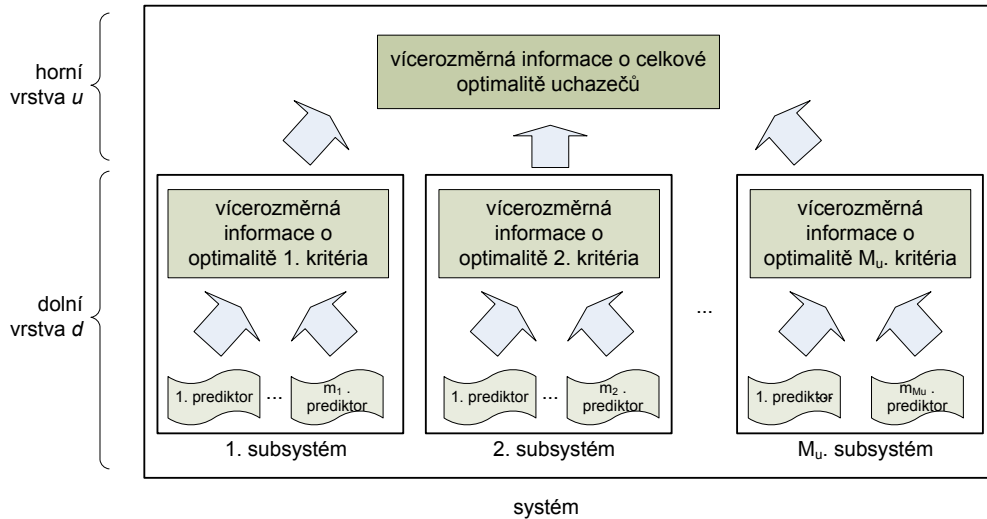 horní
vrstva u
vícerozměrná informace o celkové
optimalitě uchazečů
dolní
vrstva d
vícerozměrná
informace o
optimalitě 1. kritéria
1. prediktor
...
m1 .
prediktor
1. subsystém
vícerozměrná
informace o
optimalitě 2. kritéria
1. prediktor
...
m2 .
prediktor
2. subsystém
...
vícerozměrná
informace o
optimalitě Mu. kritéria
1. prediktor
mMu .
prediktor
Mu. subsystém
systém